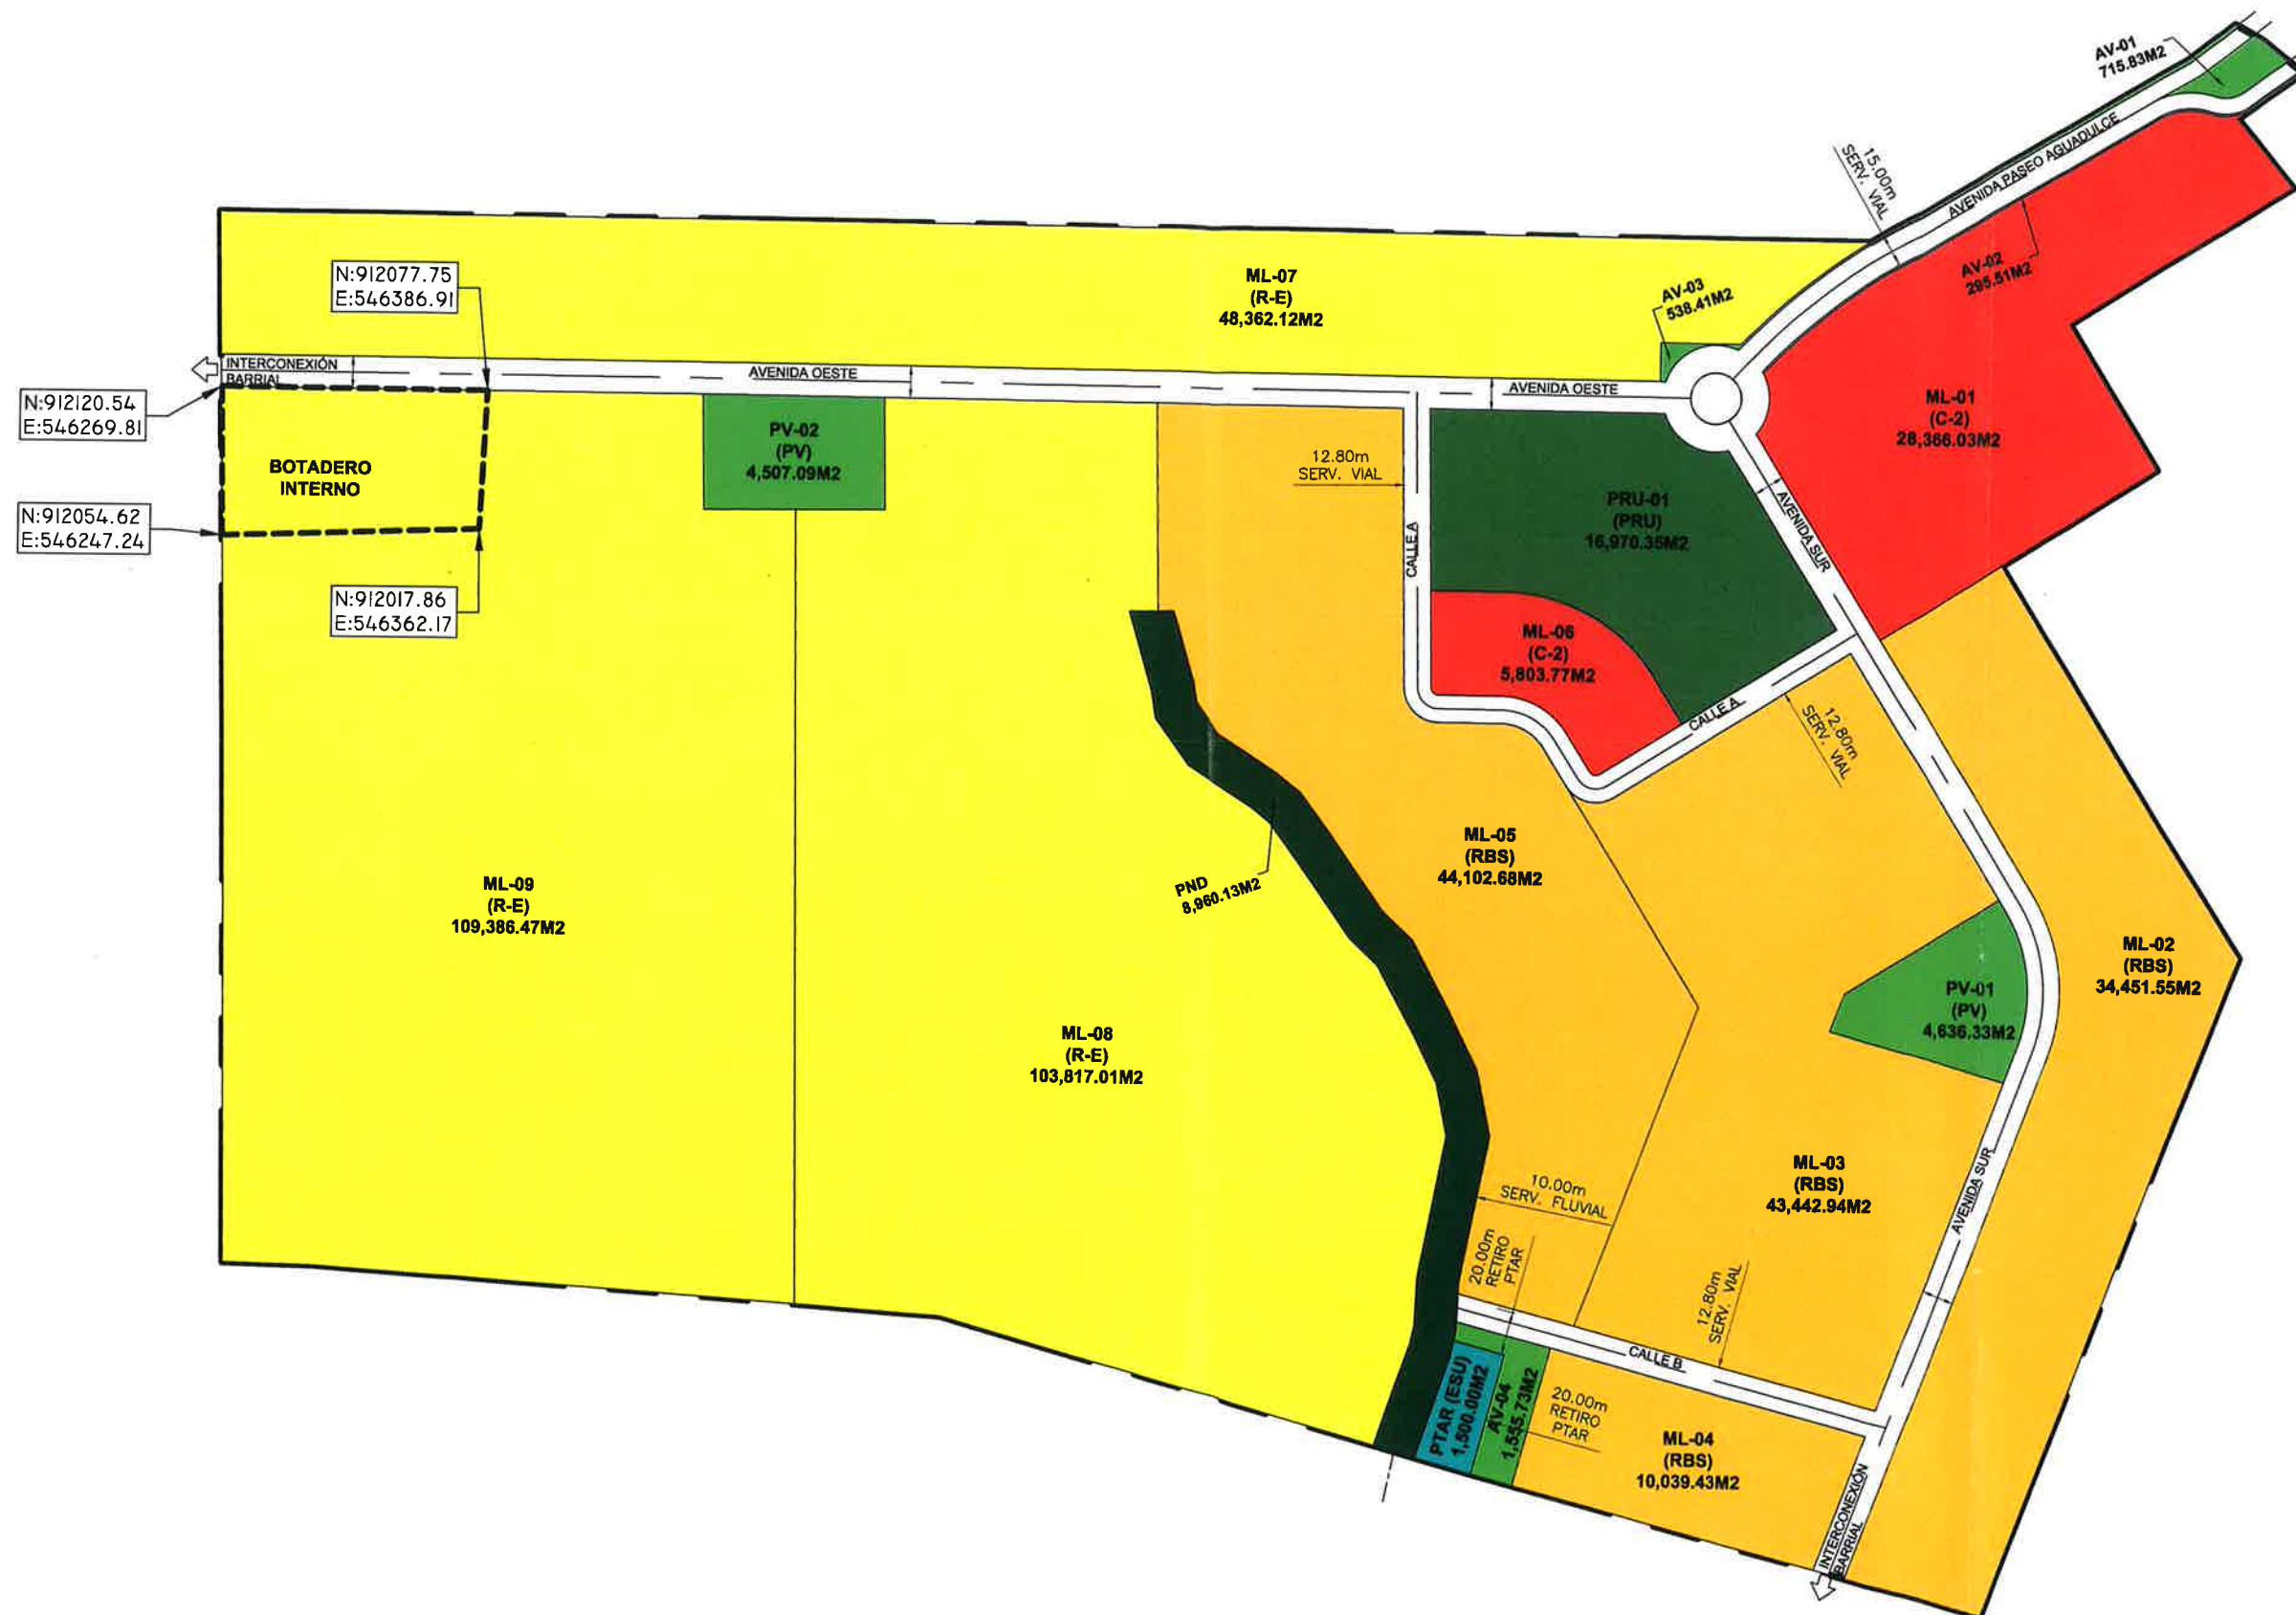 AV-01
715.83M2
15.00m
SERV. VIAL
AVENIDA PASEO AGUADULCE
AV-02
295.51M2
N:912077.75
E:546386.91
ML-07
(R-E)
48,362.12M2
AV-03
538.41M2
INTERCONEXIÓN
BARRIAL
AVENIDA OESTE
AVENIDA OESTE
N:912120.54
E:546269.81
ML-01
(C-2)
28,366.03M2
PV-02
(PV)
4,507.09M2
BOTADERO
INTERNO
12.80m
SERV. VIAL
PRU-01
(PRU)
16,970.35M2
AVENIDA SUR
N:912054.62
E:546247.24
CALLE A
N:912017.86
E:546362.17
ML-06
(C-2)
5,803.77M2
CALLE A
12.80m
SERV. VIAL
ML-05
(RBS)
44,102.68M2
PND
8,960.13M2
ML-09
(R-E)
109,386.47M2
ML-02
(RBS)
34,451.55M2
PV-01
(PV)
4,636.33M2
ML-08
(R-E)
103,817.01M2
ML-03
(RBS)
43,442.94M2
AVENIDA SUR
10.00m
SERV. FLUVIAL
20.00m
RETIRO
PTAR
12.80m
SERV. VIAL
CALLE B
PTAR (ESU)
1,500.00M2
AV-04
1,555.73M2
20.00m
RETIRO
PTAR
ML-04
(RBS)
10,039.43M2
INTERCONEXIÓN
BARRIAL